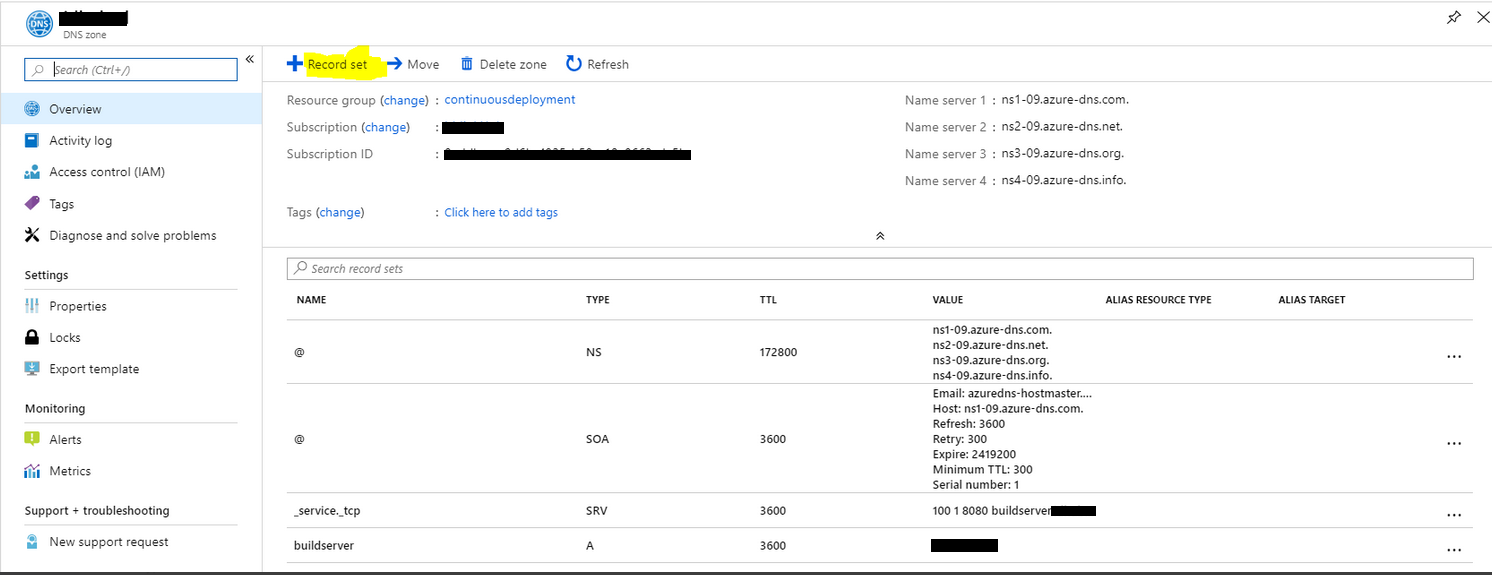 DNS
DNS zone
Search (Ctrl+/)
«
Overview
Activity log
Access control (IAM)
Tags
Diagnose and solve problems
Settings
Properties
Locks
Export template
Monitoring
Alerts
Metrics
Support + troubleshooting
New support request
Record set Move Delete zone Refresh
Resource group (change) : continuousdeployment
Subscription (change) :
Subscription ID :
Tags (change) : Click here to add tags
Name server 1 : ns1-09.azure-dns.com.
Name server 2 : ns2-09.azure-dns.net.
Name server 3 : ns3-09.azure-dns.org.
Name server 4 : ns4-09.azure-dns.info.
Search record sets
NAME TYPE TTL VALUE ALIAS RESOURCE TYPE ALIAS TARGET
@ NS 172800 ns1-09.azure-dns.com.
ns2-09.azure-dns.net.
ns3-09.azure-dns.org.
ns4-09.azure-dns.info.
...
@ SOA 3600 Email: azuredns-hostmaster....
Host: ns1-09.azure-dns.com.
Refresh: 3600
Retry: 300
Expire: 2419200
Minimum TTL: 300
Serial number: 1
...
_service._tcp SRV 3600 100 1 8080 buildserver ...
buildserver A 3600 ...